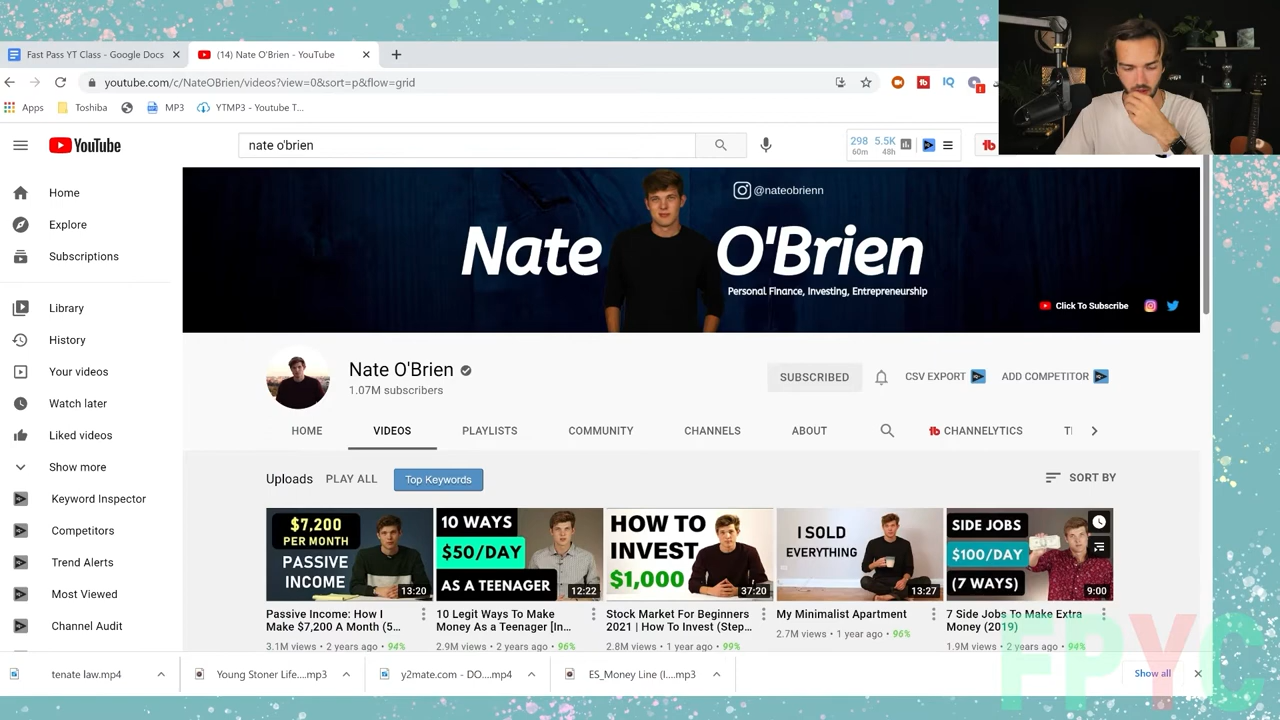 Fast Pass YT Class - Google Docs
(14) Nate O'Brien - YouTube
youtube.com/c/NateOBrien/videos?view=0&sort=p&flow=grid
Apps
Toshiba
MP3
YTMP3 - Youtube T...
YouTube
nate o'brien
298 5.5K
60m 48h
tb
IQ
Home
Explore
Subscriptions
Library
History
Your videos
Watch later
Liked videos
Show more
Keyword Inspector
Competitors
Trend Alerts
Most Viewed
Channel Audit
@nateobrienn
Nate O'Brien
Personal Finance, Investing, Entrepreneurship
Click To Subscribe
Nate O'Brien
1.07M subscribers
SUBSCRIBED
CSV EXPORT
ADD COMPETITOR
HOME
VIDEOS
PLAYLISTS
COMMUNITY
CHANNELS
ABOUT
tb CHANNELYTICS
Uploads
PLAY ALL
Top Keywords
SORT BY
$7,200
PER MONTH
PASSIVE
INCOME
13:20
Passive Income: How I
Make $7,200 A Month (5...
3.1M views • 2 years ago • 94%
10 WAYS
$50/DAY
AS A TEENAGER
12:22
10 Legit Ways To Make
Money As a Teenager [In...
2.9M views • 2 years ago • 96%
HOW TO
INVEST
$1,000
37:20
Stock Market For Beginners
2021 | How To Invest (Step...
2.8M views • 1 year ago • 99%
I SOLD
EVERYTHING
13:27
My Minimalist Apartment
2.7M views • 1 year ago • 96%
SIDE JOBS
$100/DAY
(7 WAYS)
9:00
7 Side Jobs To Make Extra
Money (2019)
1.9M views • 2 years ago • 94%
tenate law.mp4
Young Stoner Life....mp3
y2mate.com - DO....mp4
ES_Money Line (I....mp3
Show all
FPYC